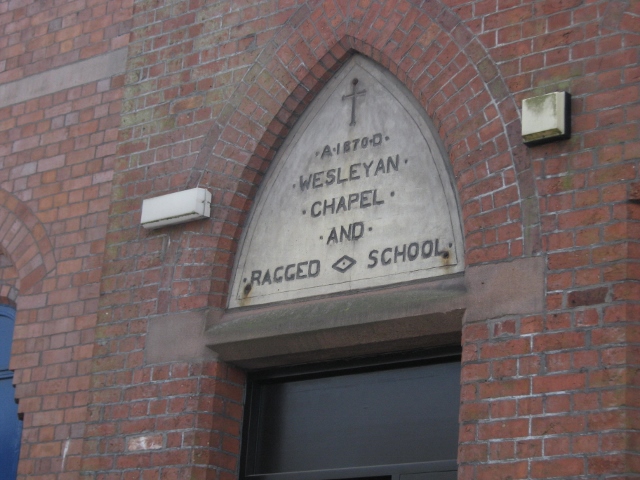 ·A·1870·D·
·WESLEYAN·
·CHAPEL·
·AND·
·RAGGED ◇ SCHOOL·